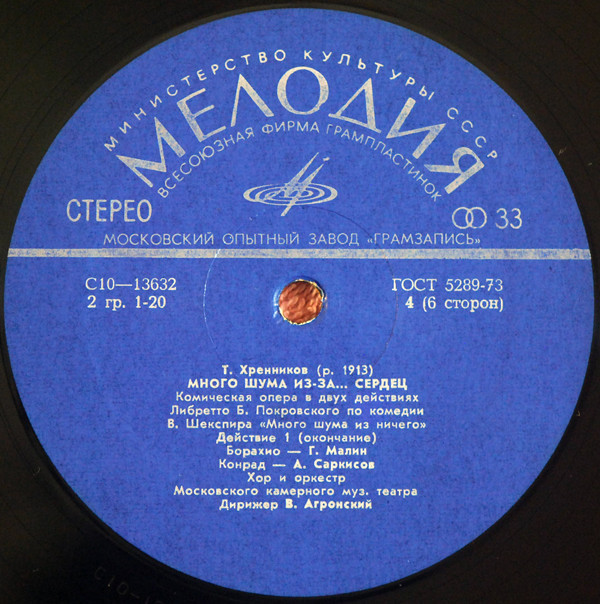 МИНИСТЕРСТВО КУЛЬТУРЫ СССР
МЕЛОДИЯ
ВСЕСОЮЗНАЯ ФИРМА ГРАМПЛАСТИНОК
СТЕРЕО
33
МОСКОВСКИЙ ОПЫТНЫЙ ЗАВОД «ГРАМЗАПИСЬ»
С10—13632
ГОСТ 5289-73
2 гр. 1-20
4 (6 сторон)
Т. Хренников (р. 1913)
МНОГО ШУМА ИЗ-ЗА... СЕРДЕЦ
Комическая опера в двух действиях
Либретто Б. Покровского по комедии
В. Шекспира «Много шума из ничего»
Действие 1 (окончание)
Борахио — Г. Малин
Конрад — А. Саркисов
Хор и оркестр
Московского камерного муз. театра
Дирижер В. Агронский